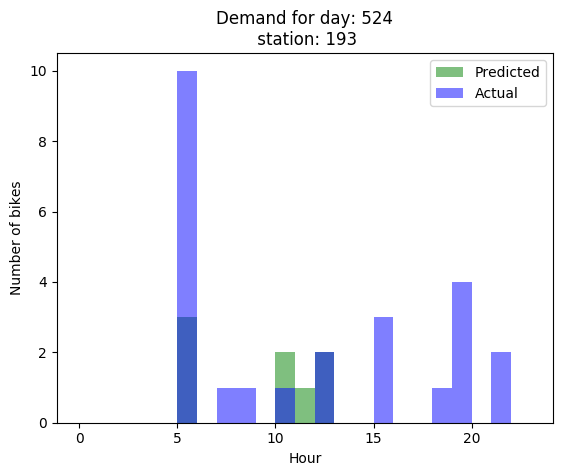 Demand for day: 524
station: 193
Predicted
Actual
Number of bikes
10
8
6
4
2
0
0 5 10 15 20
Hour